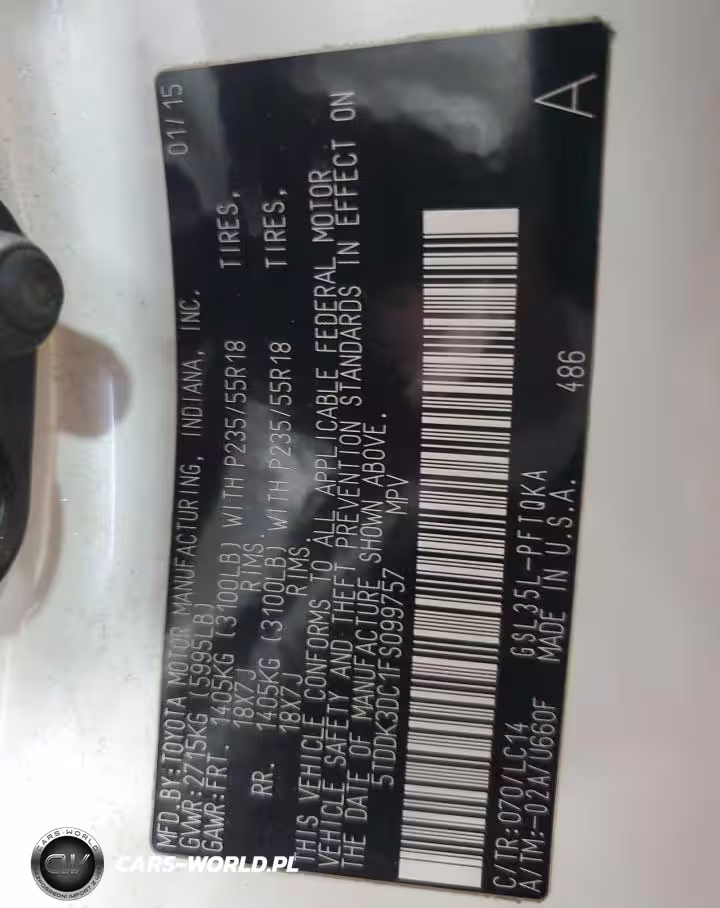 MFD.BY:TOYOTA MOTOR MANUFACTURING, INDIANA, INC. 01/15
GVWR:2715KG (5995LB)
GAWR:FRT. 1405KG (3100LB) WITH P235/55R18 TIRES,
18X7J RIMS.
RR. 1405KG (3100LB) WITH P235/55R18 TIRES,
18X7J RIMS
THIS VEHICLE CONFORMS TO ALL APPLICABLE FEDERAL MOTOR
VEHICLE SAFETY AND THEFT PREVENTION STANDARDS IN EFFECT ON
THE DATE OF MANUFACTURE SHOWN ABOVE.
5TDDK3DC1FS099757 MPV
C/TR:070/LC14 GSL35L-PFTQKA
A/TM:-02A/U660F MADE IN U.S.A.
486
A
CARS-WORLD
CW
CARS-WORLD.PL